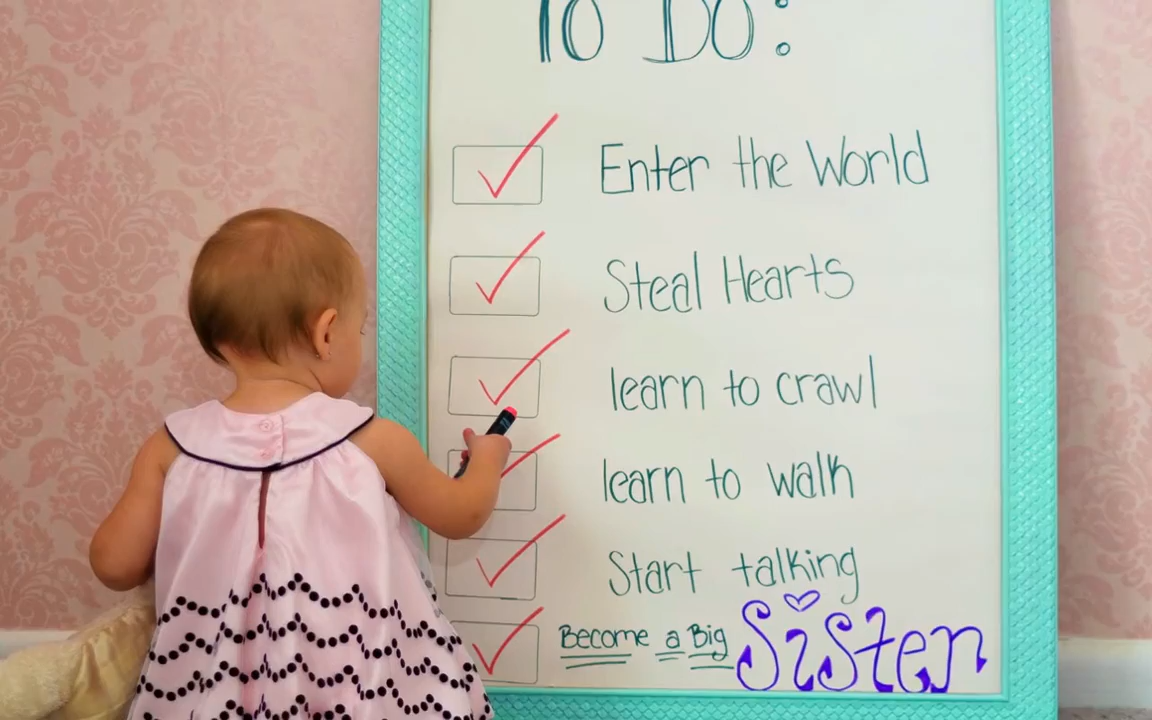 To Do:
Enter the World
Steal Hearts
learn to crawl
learn to walk
Start talking
Become a Big Sister